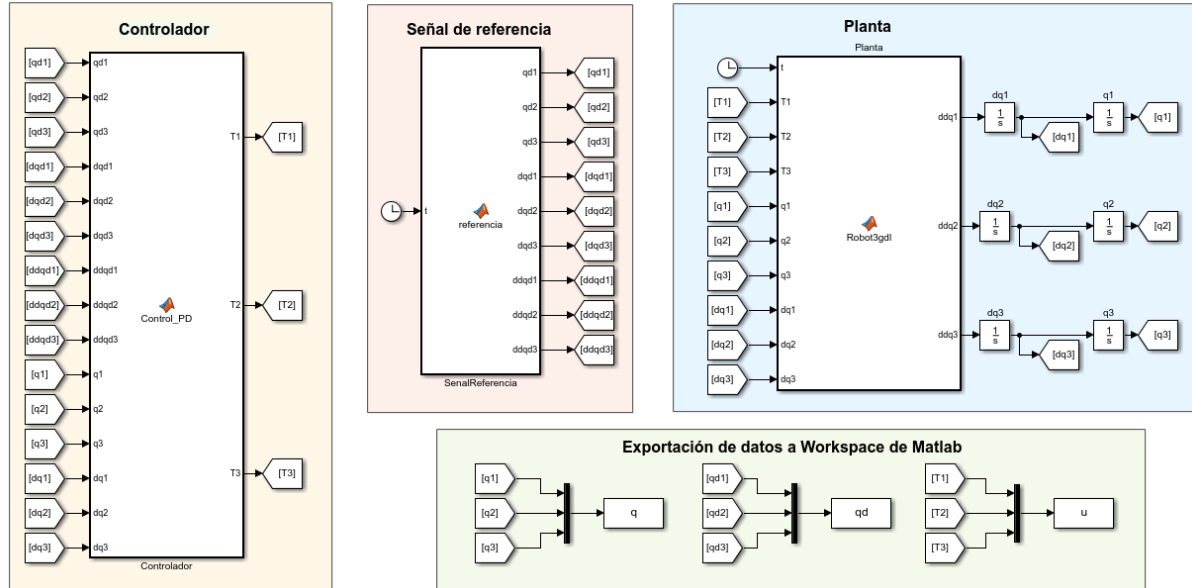 Controlador
[qd1] qd1
[qd2] qd2
[qd3] qd3
[dqd1] dqd1
[dqd2] dqd2
[dqd3] dqd3
[ddqd1] ddqd1
[ddqd2] ddqd2
[ddqd3] ddqd3
[q1] q1
[q2] q2
[q3] q3
[dq1] dq1
[dq2] dq2
[dq3] dq3
Control_PD
T1 [T1]
T2 [T2]
T3 [T3]
Controlador
Señal de referencia
t
referencia
qd1 [qd1]
qd2 [qd2]
qd3 [qd3]
dqd1 [dqd1]
dqd2 [dqd2]
dqd3 [dqd3]
ddqd1 [ddqd1]
ddqd2 [ddqd2]
ddqd3 [ddqd3]
SenalReferencia
Planta
Planta
t
[T1] T1
[T2] T2
[T3] T3
[q1] q1
[q2] q2
[q3] q3
[dq1] dq1
[dq2] dq2
[dq3] dq3
Robot3gdl
dq1 q1
ddq1 1/s [dq1] 1/s [q1]
dq2 q2
ddq2 1/s [dq2] 1/s [q2]
dq3 q3
ddq3 1/s [dq3] 1/s [q3]
Exportación de datos a Workspace de Matlab
[q1]
[q2]
[q3]
q
[qd1]
[qd2]
[qd3]
qd
[T1]
[T2]
[T3]
u